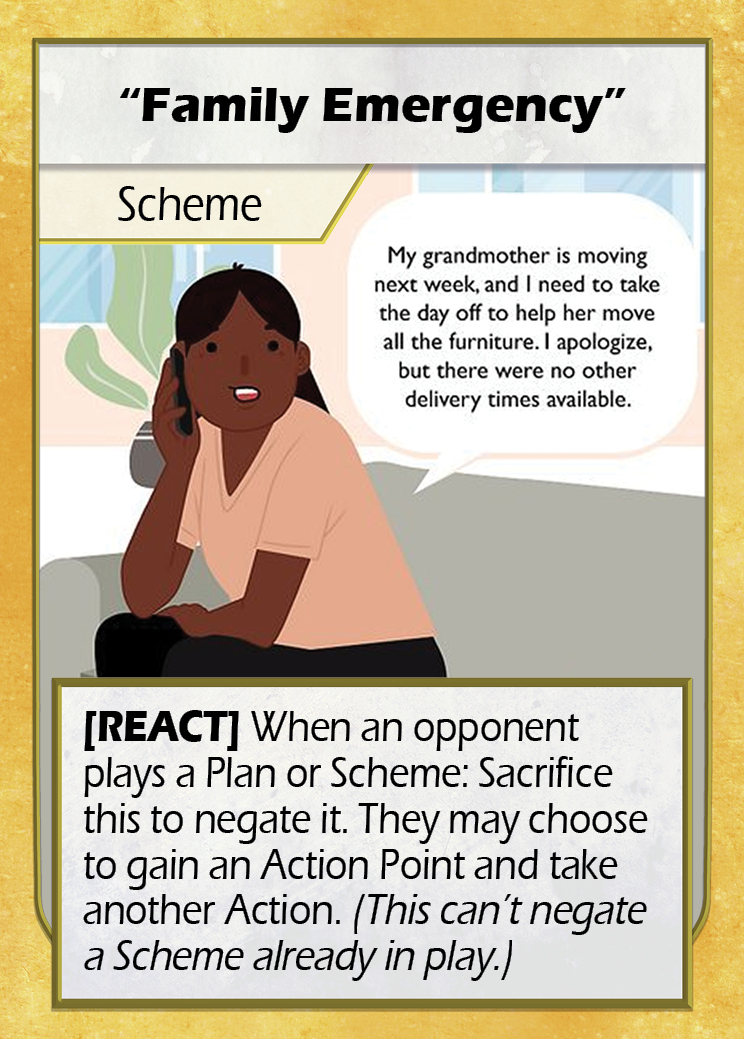 “Family Emergency”
Scheme
My grandmother is moving
next week, and I need to take
the day off to help her move
all the furniture. I apologize,
but there were no other
delivery times available.
[REACT] When an opponent
plays a Plan or Scheme: Sacrifice
this to negate it. They may choose
to gain an Action Point and take
another Action. (This can’t negate
a Scheme already in play.)